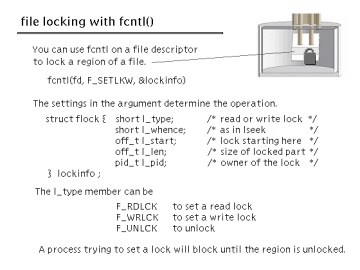 file locking with fcntl()
You can use fcntl on a file descriptor
to lock a region of a file.
fcntl(fd, F_SETLKW, &lockinfo)
The settings in the argument determine the operation.
struct flock { short l_type; /* read or write lock */
short l_whence; /* as in lseek */
off_t l_start; /* lock starting here */
off_t l_len; /* size of locked part */
pid_t l_pid; /* owner of the lock */
} lockinfo ;
The l_type member can be
F_RDLCK to set a read lock
F_WRLCK to set a write lock
F_UNLCK to unlock
A process trying to set a lock will block until the region is unlocked.